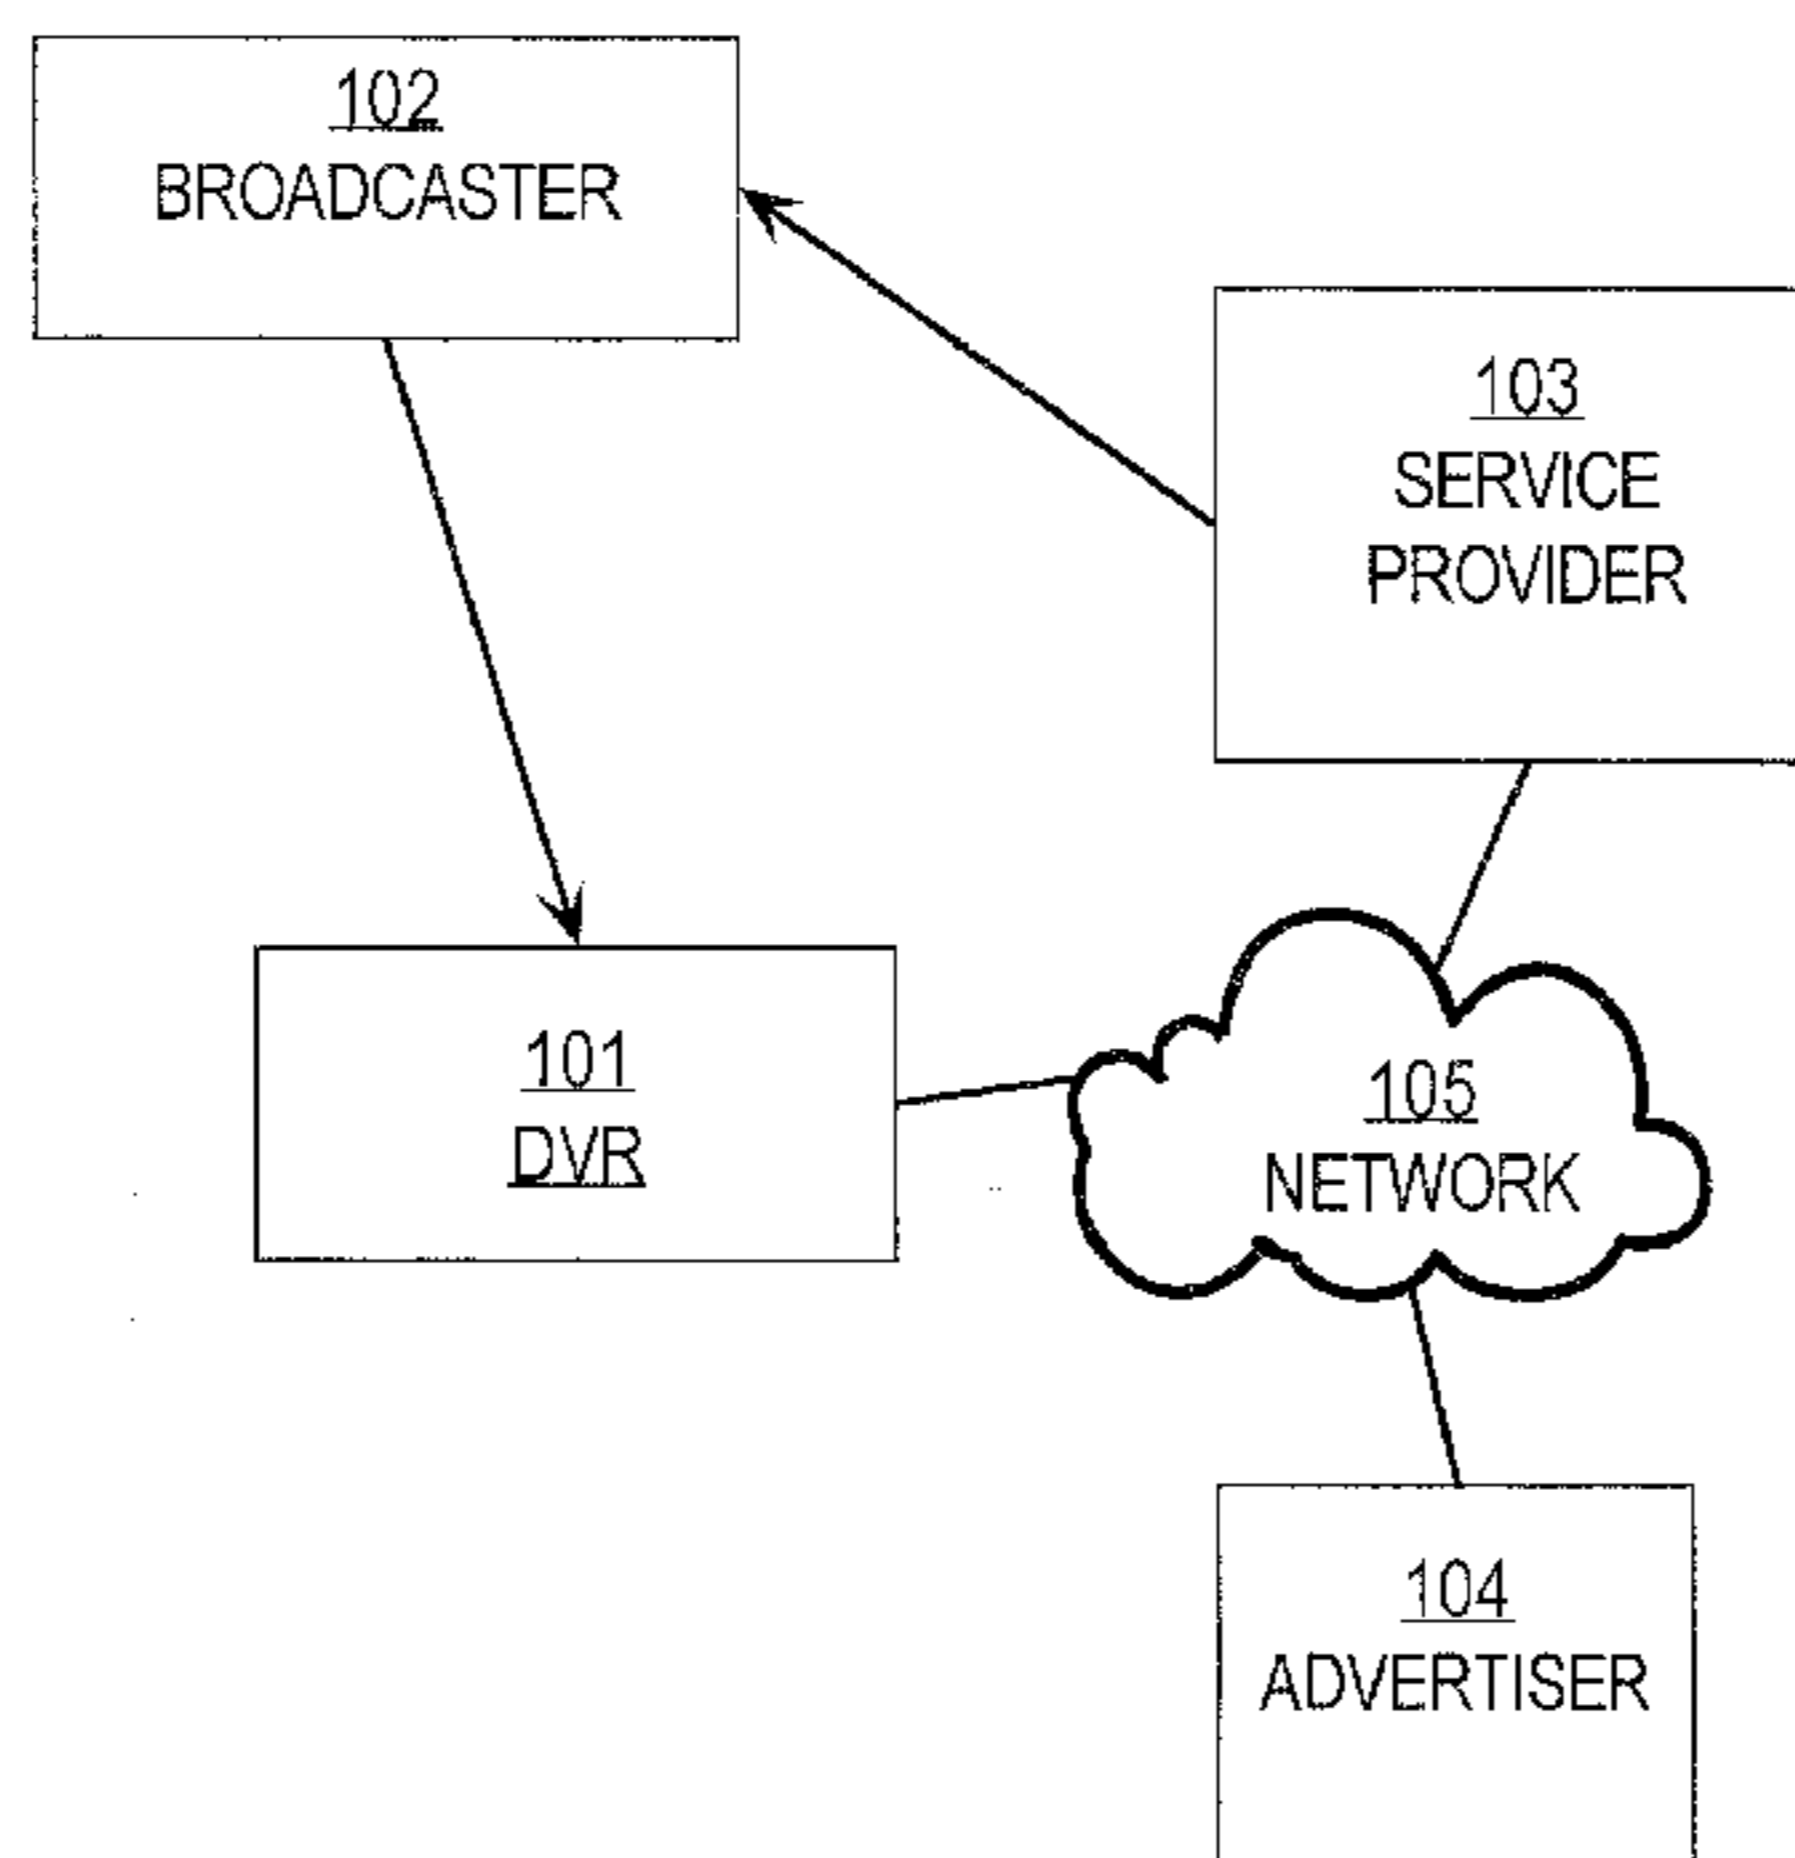 102
BROADCASTER
103
SERVICE
PROVIDER
101
DVR
105
NETWORK
104
ADVERTISER